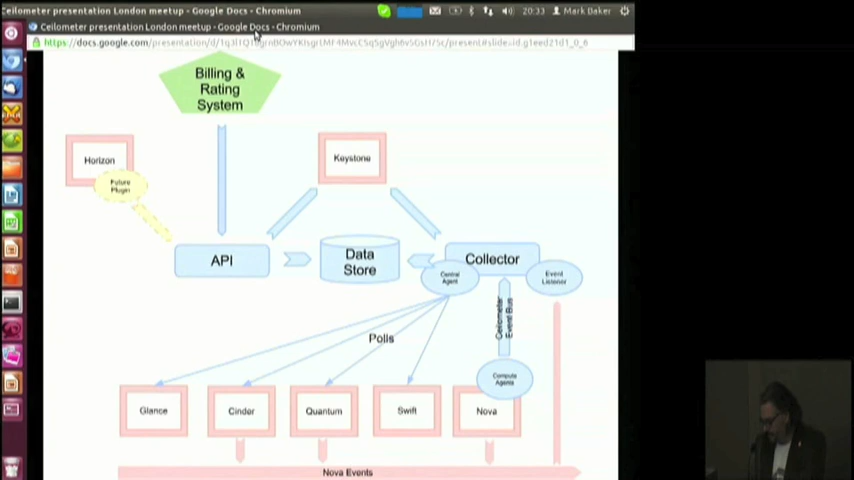 Ceilometer presentation London meetup - Google Docs - Chromium
20:33
Mark Baker
Ceilometer presentation London meetup - Google Docs - Chromium
Billing &
Rating
System
Horizon
Future
Plugin
Keystone
API
Data
Store
Collector
Central
Agent
Event
Listener
Ceilometer
Event Bus
Polls
Compute
Agents
Glance
Cinder
Quantum
Swift
Nova
Nova Events